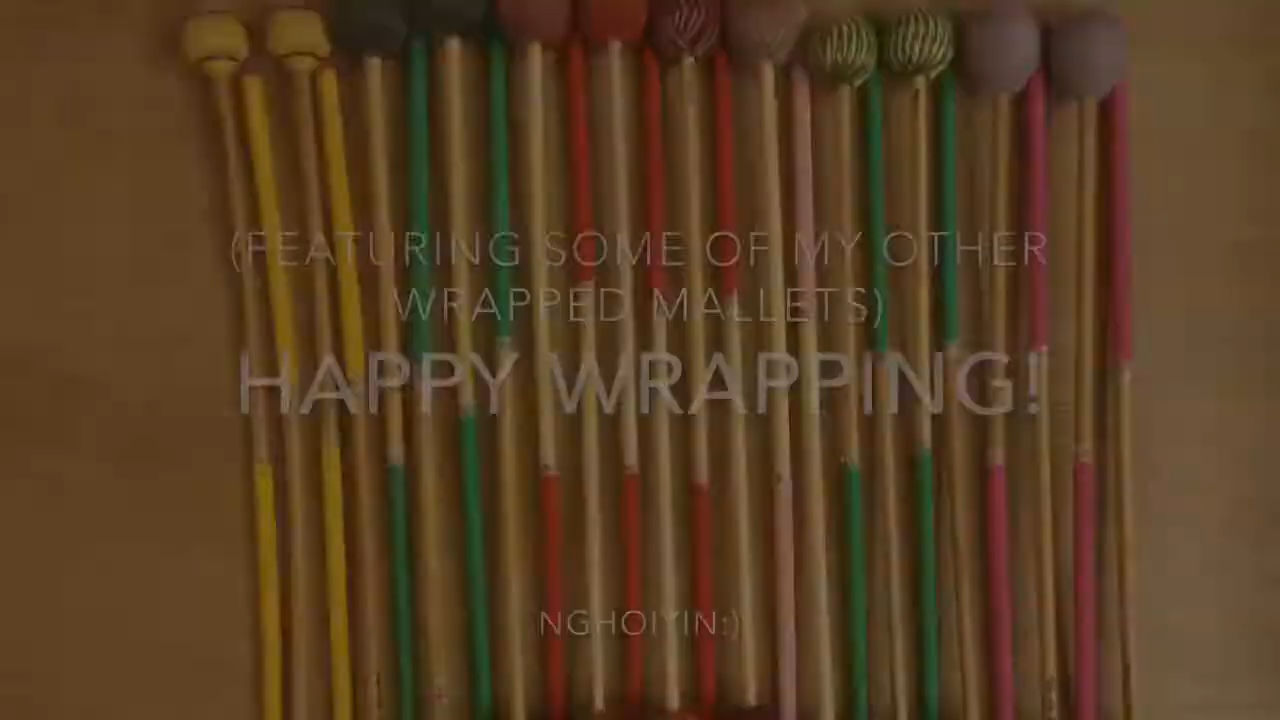 (FEATURING SOME OF MY OTHER
WRAPPED MALLETS)
HAPPY WRAPPING!
NGHOIYIN:)